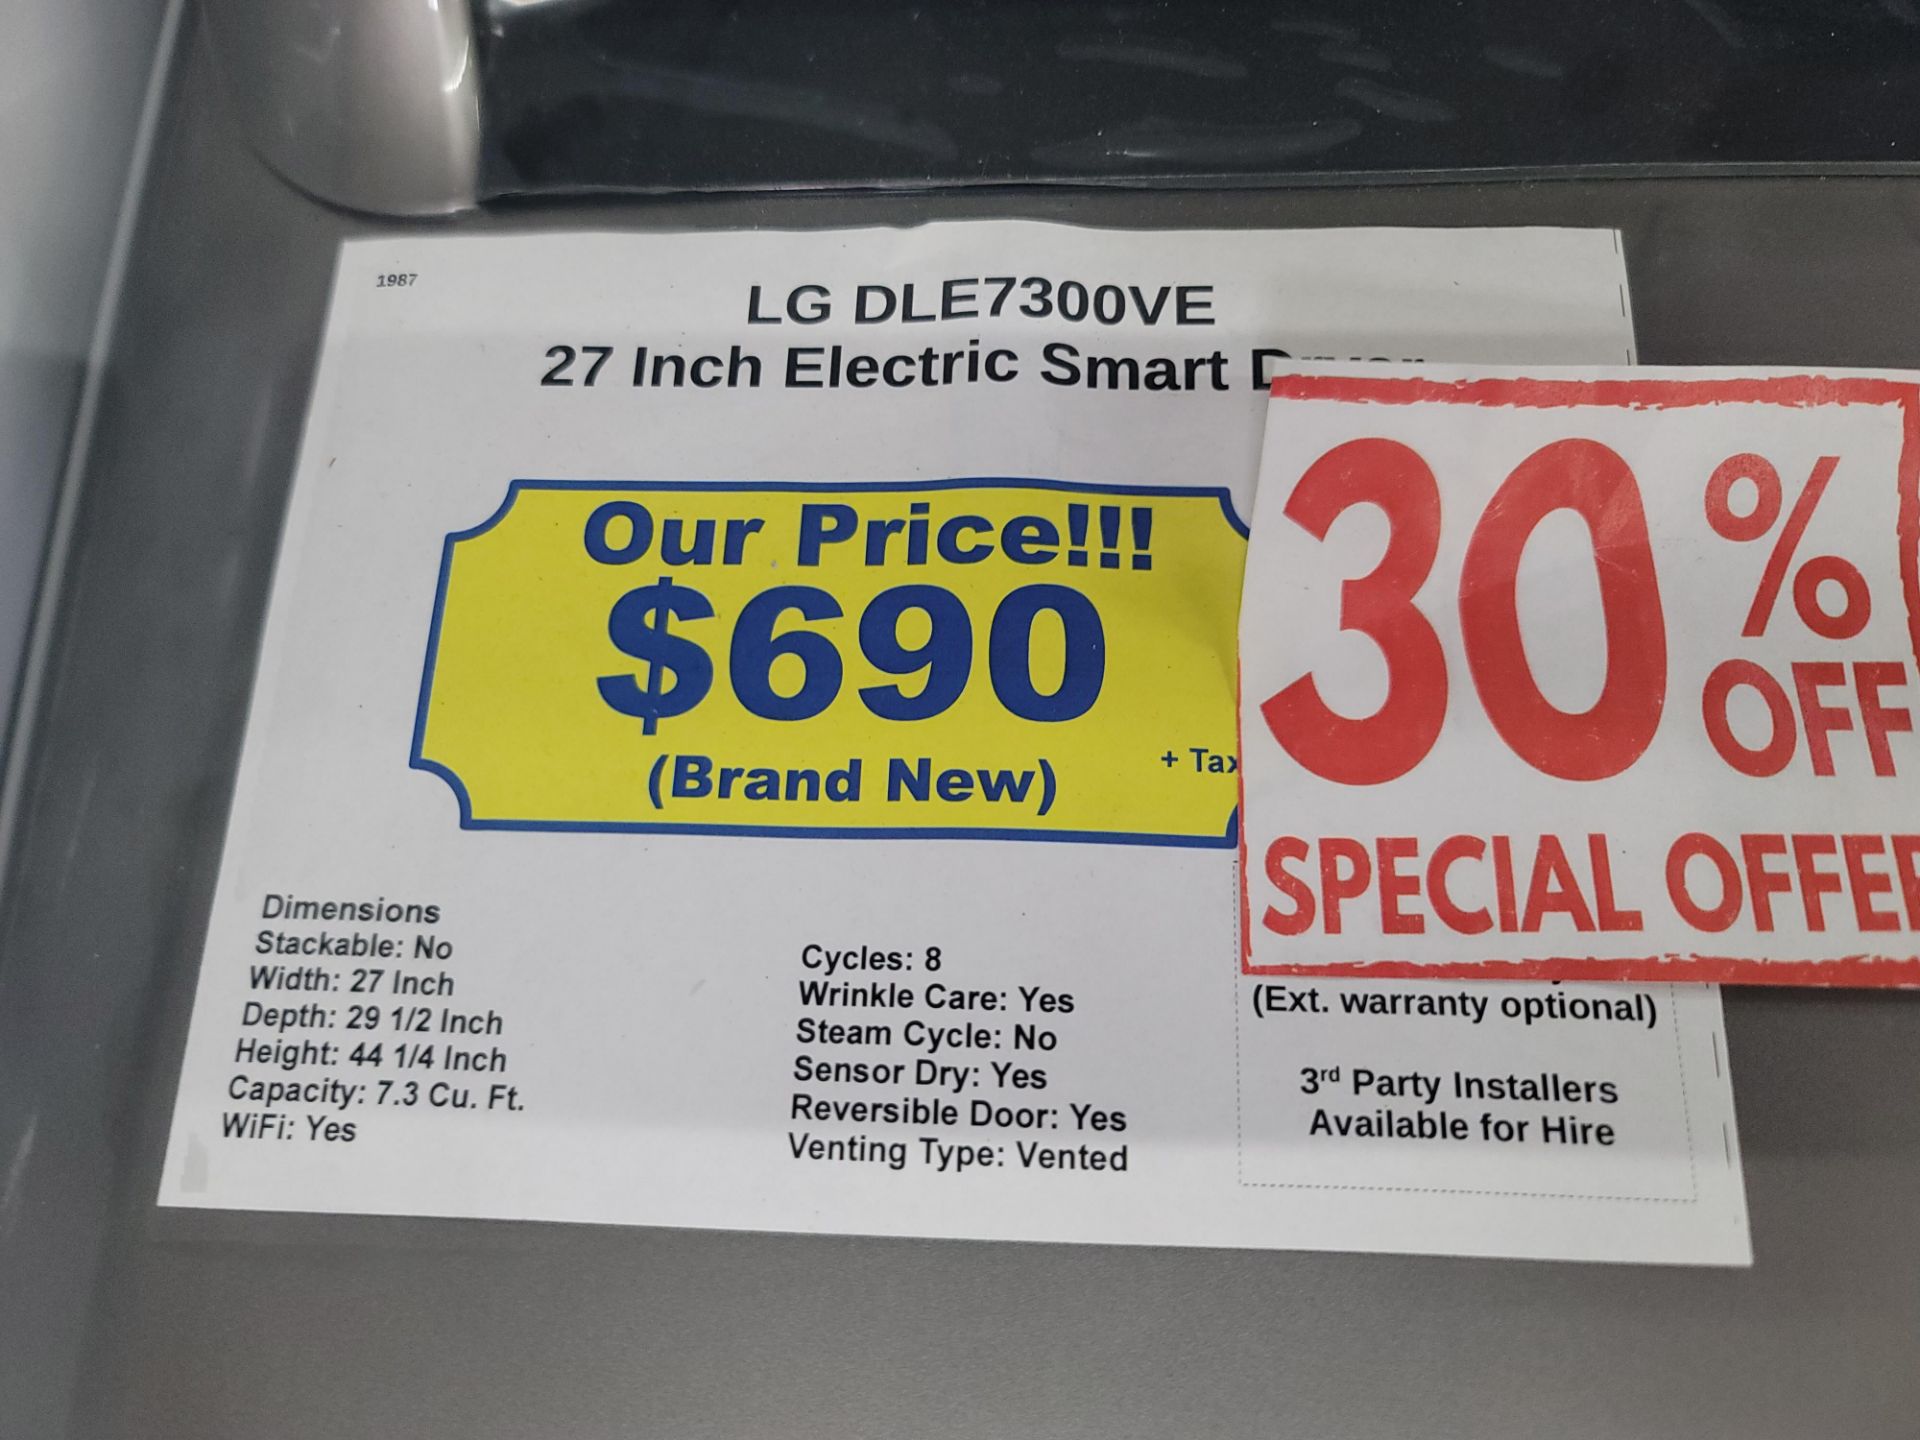 1987
LG DLE7300VE
27 Inch Electric Smart
Our Price!!!
$690
(Brand New)
+ Tax
30% OFF
SPECIAL OFFER
Dimensions
Stackable: No
Width: 27 Inch
Depth: 29 1/2 Inch
Height: 44 1/4 Inch
Capacity: 7.3 Cu. Ft.
WiFi: Yes
Cycles: 8
Wrinkle Care: Yes
Steam Cycle: No
Sensor Dry: Yes
Reversible Door: Yes
Venting Type: Vented
(Ext. warranty optional)
3rd Party Installers
Available for Hire